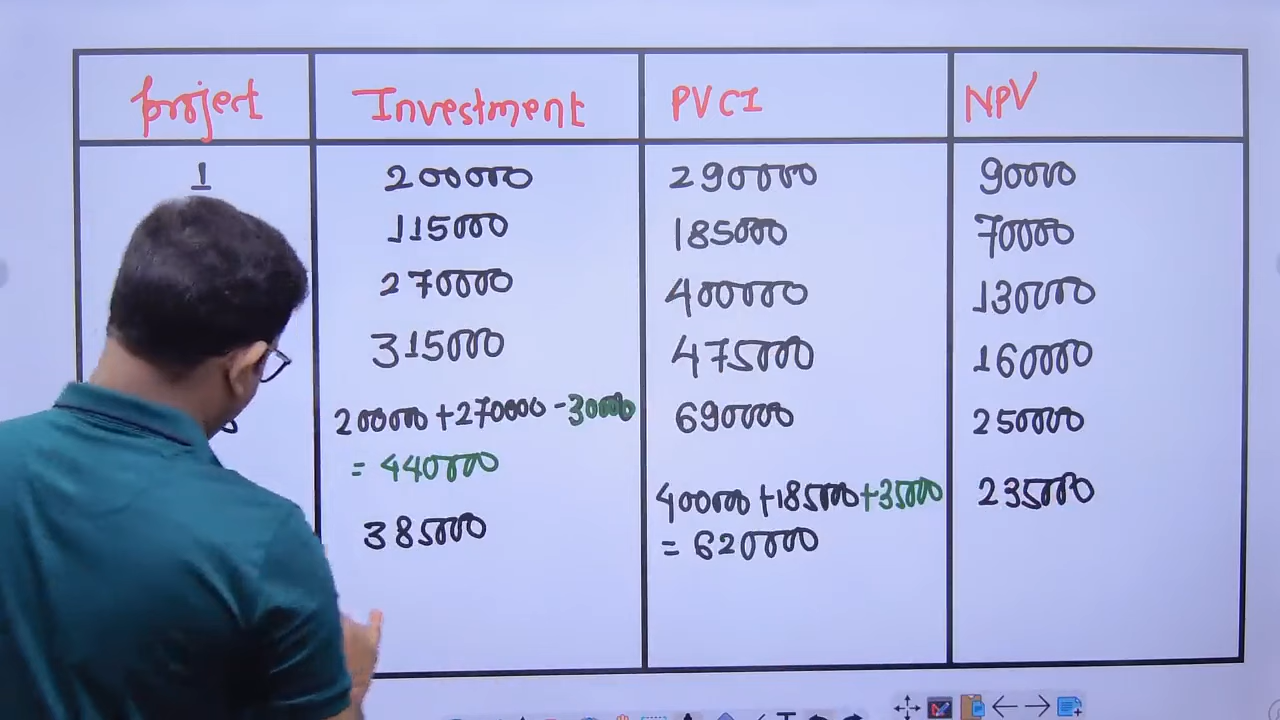 Project Investment PVCI NPV
1 200000 290000 90000
115000 185000 70000
270000 400000 130000
315000 475000 160000
200000 + 270000 - 30000 690000 250000
= 440000
400000 + 185000 + 35000 235000
385000 = 620000